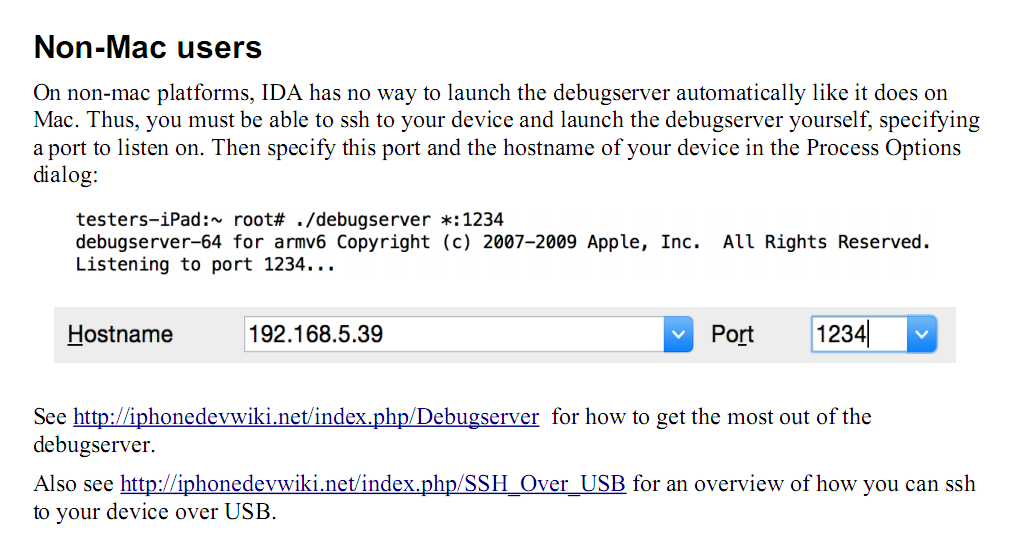 Non-Mac users
On non-mac platforms, IDA has no way to launch the debugserver automatically like it does on
Mac. Thus, you must be able to ssh to your device and launch the debugserver yourself, specifying
a port to listen on. Then specify this port and the hostname of your device in the Process Options
dialog:
testers-iPad:~ root# ./debugserver *:1234
debugserver-64 for armv6 Copyright (c) 2007-2009 Apple, Inc.  All Rights Reserved.
Listening to port 1234...
Hostname 192.168.5.39 Port 1234
See http://iphonedevwiki.net/index.php/Debugserver  for how to get the most out of the
debugserver.
Also see http://iphonedevwiki.net/index.php/SSH_Over_USB for an overview of how you can ssh
to your device over USB.